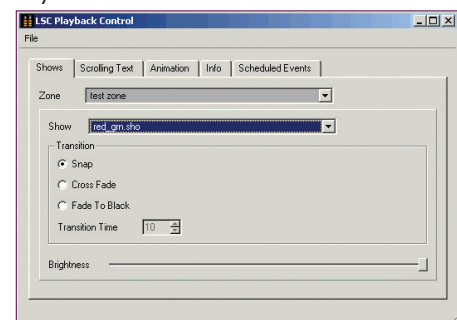 LSC Playback Control
File
Shows Scrolling Text Animation Info Scheduled Events
Zone test zone
Show red_grn.sho
Transition
Snap
Cross Fade
Fade To Black
Transition Time 10
Brightness